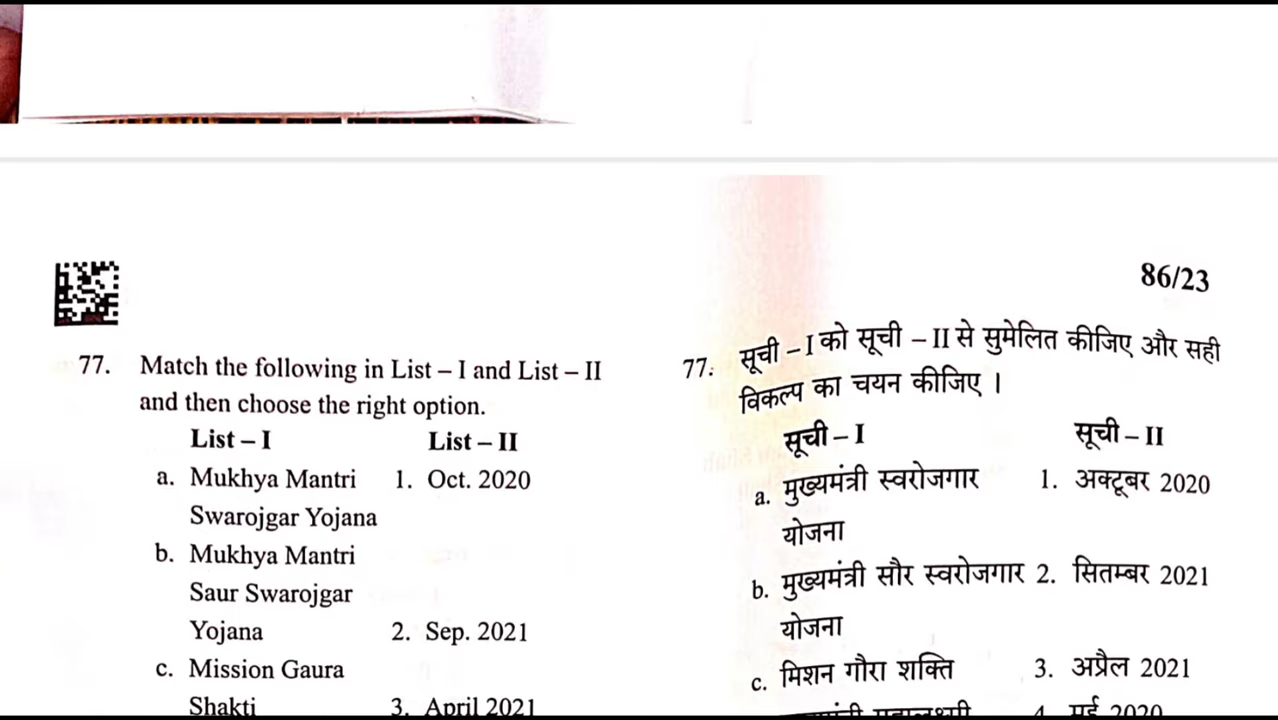 86/23
77. Match the following in List – I and List – II
and then choose the right option.
List – I List – II
a. Mukhya Mantri 1. Oct. 2020
Swarojgar Yojana
b. Mukhya Mantri
Saur Swarojgar
Yojana 2. Sep. 2021
c. Mission Gaura
Shakti 3. April 2021
77. सूची – I को सूची – II से सुमेलित कीजिए और सही
विकल्प का चयन कीजिए ।
सूची – I सूची – II
a. मुख्यमंत्री स्वरोजगार 1. अक्टूबर 2020
योजना
b. मुख्यमंत्री सौर स्वरोजगार 2. सितम्बर 2021
योजना
c. मिशन गौरा शक्ति 3. अप्रैल 2021
4. मई 2020